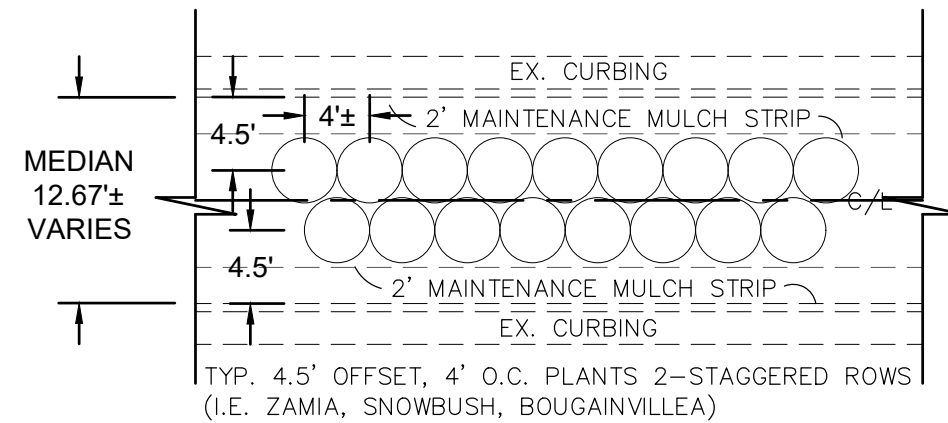 EX. CURBING
4'±
2' MAINTENANCE MULCH STRIP
4.5'
MEDIAN
12.67'±
VARIES
C/L
4.5'
2' MAINTENANCE MULCH STRIP
EX. CURBING
TYP. 4.5' OFFSET, 4' O.C. PLANTS 2-STAGGERED ROWS
(I.E. ZAMIA, SNOWBUSH, BOUGAINVILLEA)